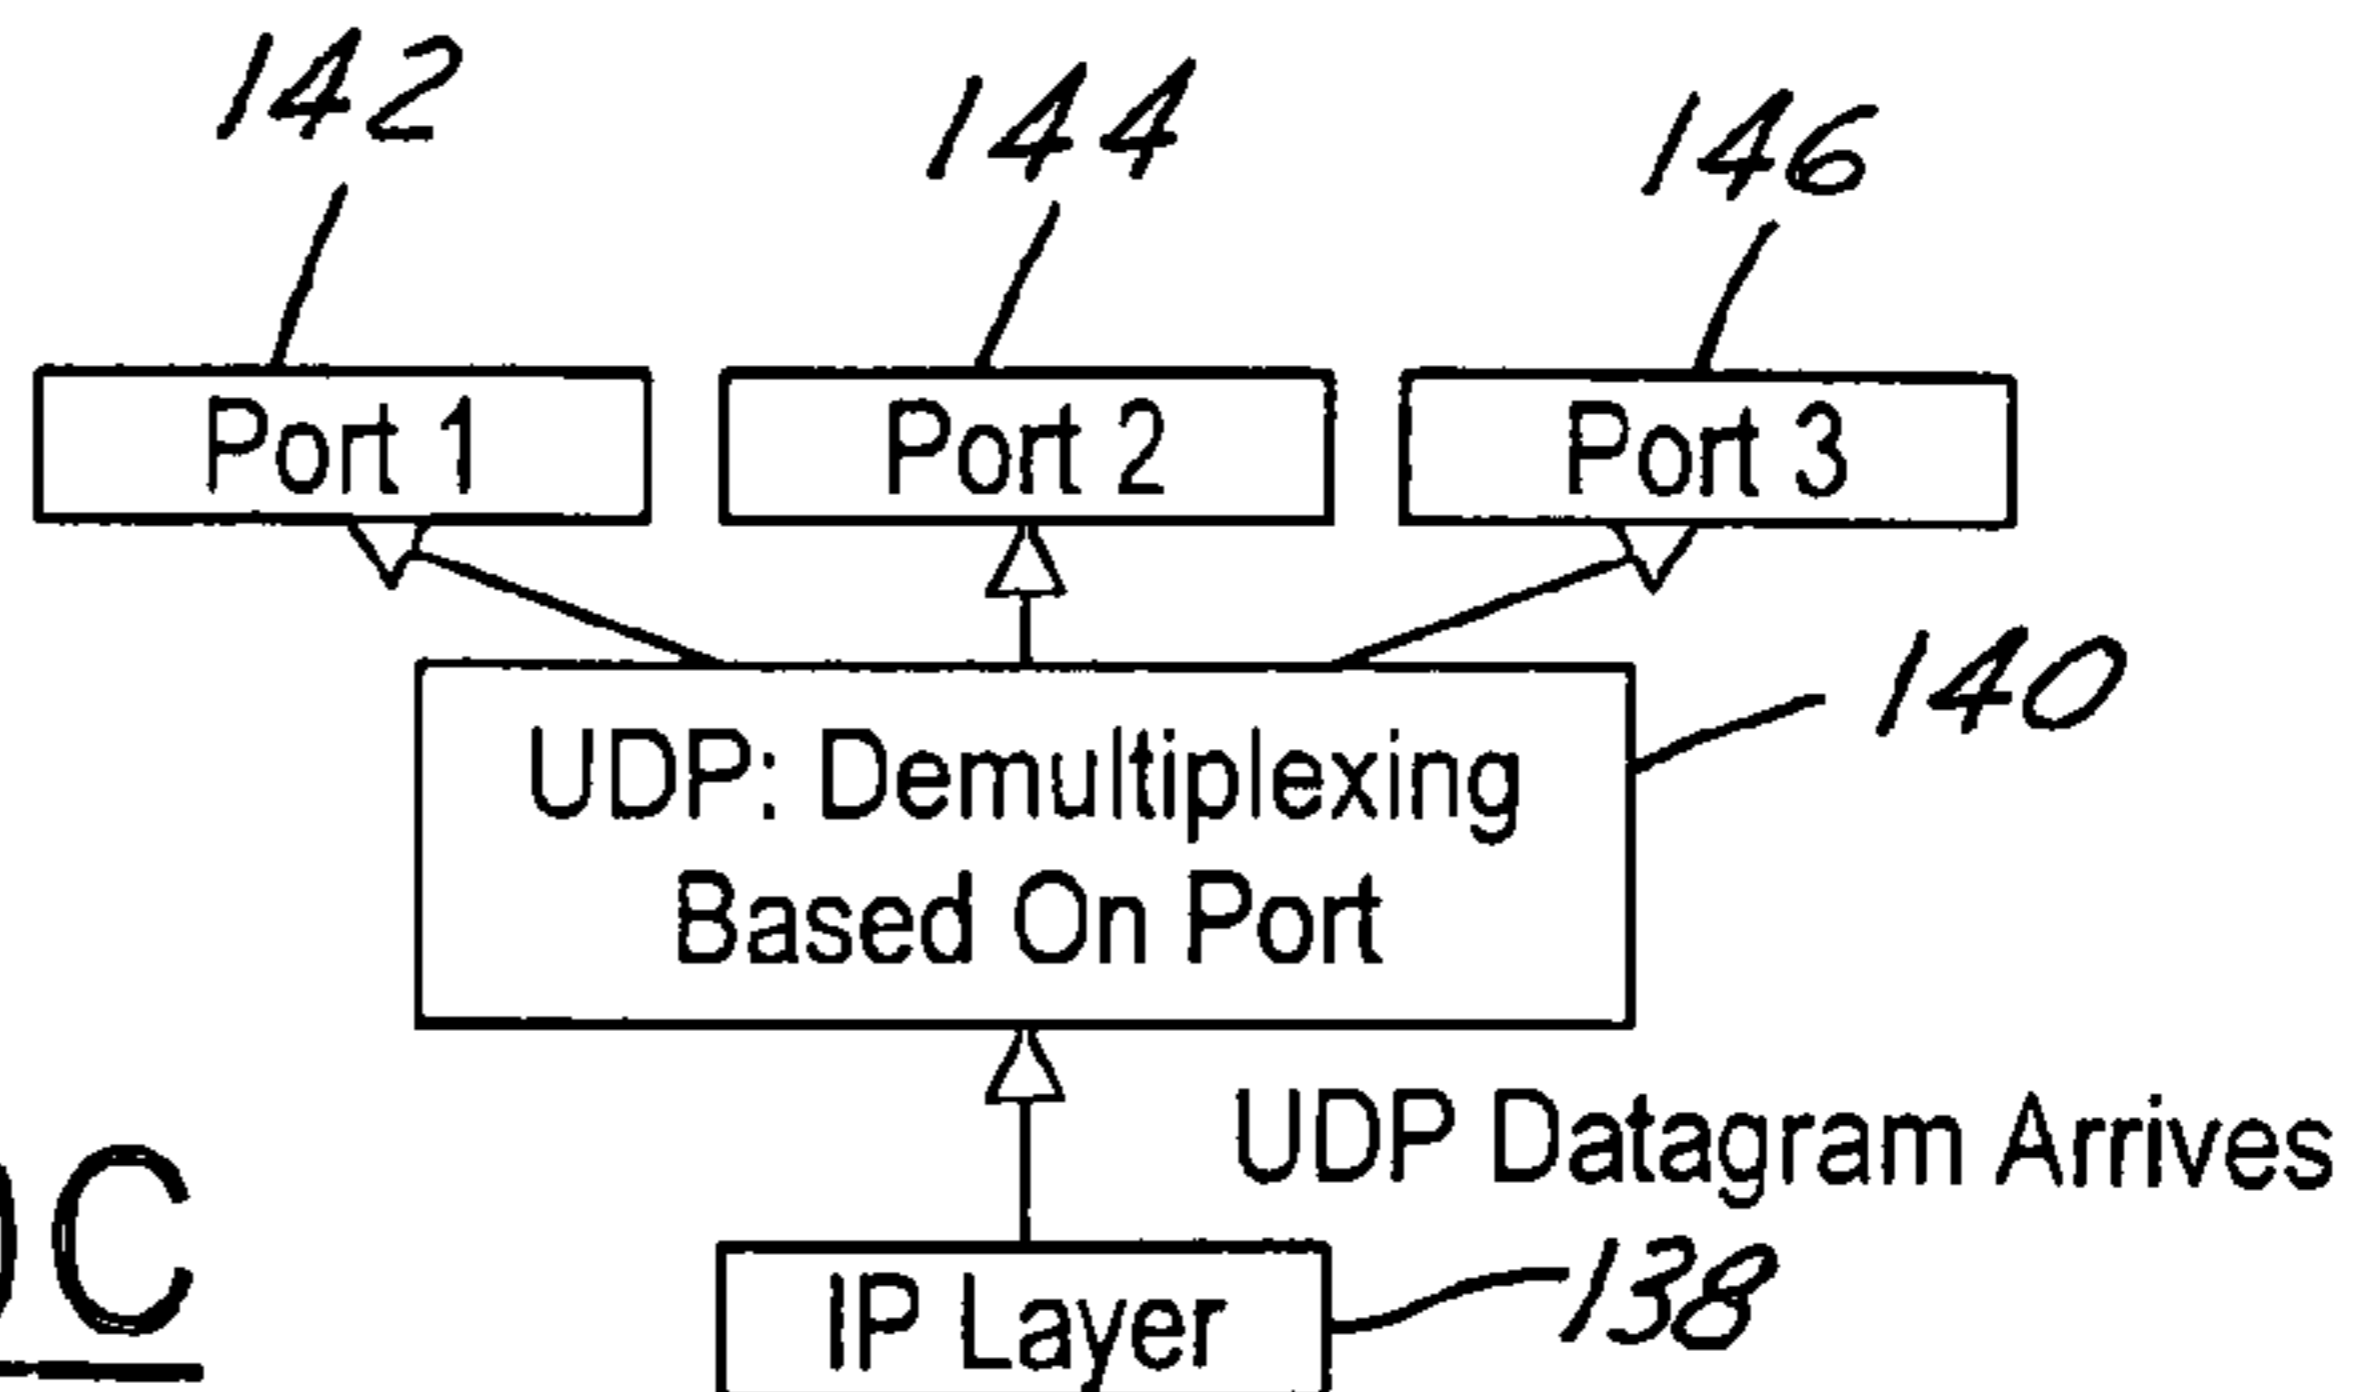 142 144 146
Port 1 Port 2 Port 3
140
UDP: Demultiplexing
Based On Port
UDP Datagram Arrives
IP Layer 138